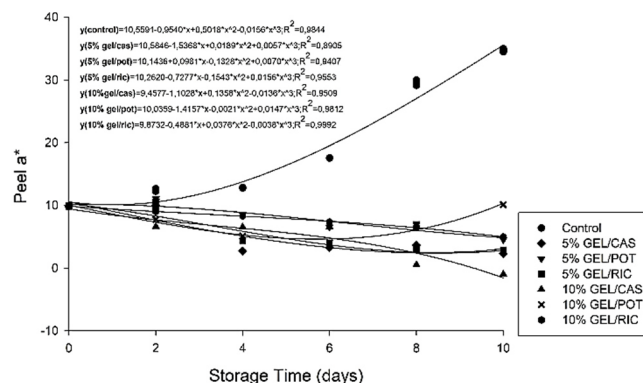 y(control)=10,5591-0,9540*x+0,5018*x^2-0,0156*x^3;R2=0,9844
y(5% gel/cas)=10,5846-1,5368*x+0,0189*x^2+0,0057*x^3;R2=0,8905
y(5% gel/pot)=10,1436+0,0981*x-0,1328*x^2+0,0070*x^3;R2=0,9407
y(5% gel/ric)=10,2620-0,7277*x-0,1543*x^2+0,0156*x^3;R2=0,9553
y(10%gel/cas)=9,4577-1,1028*x+0,1358*x^2-0,0136*x^3;R2=0,9509
y(10% gel/pot)=10,0359-1,4157*x-0,0021*x^2+0,0147*x^3;R2=0,9812
y(10% gel/ric)=9,8732-0,4881*x+0,0376*x^2-0,0038*x^3;R2=0,9992
40
30
20
10
0
-10
Peel a*
0 2 4 6 8 10
Storage Time (days)
Control
5% GEL/CAS
5% GEL/POT
5% GEL/RIC
10% GEL/CAS
10% GEL/POT
10% GEL/RIC